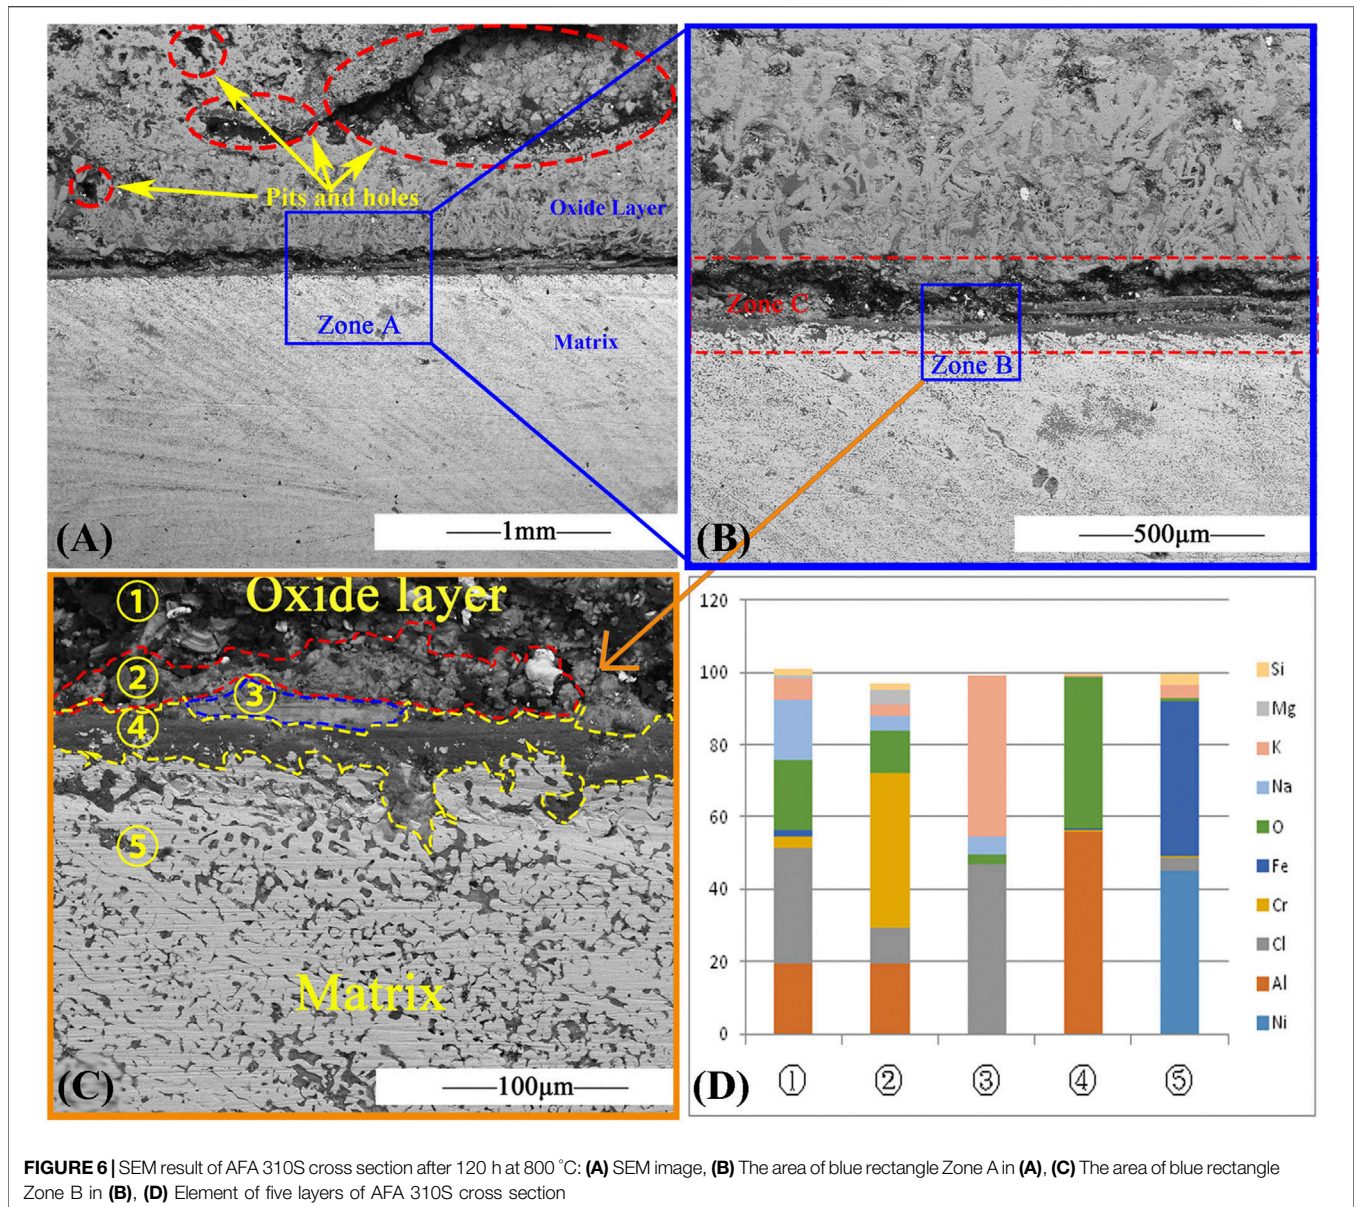 Pits and holes
Oxide Layer
Zone A
Matrix
(A)
1mm
Zone C
Zone B
(B)
500μm
①
Oxide layer
②
③
④
⑤
Matrix
(C)
100μm
120
100
80
60
40
20
0
① ② ③ ④ ⑤
(D)
Si
Mg
K
Na
O
Fe
Cr
Cl
Al
Ni
FIGURE 6 | SEM result of AFA 310S cross section after 120 h at 800 °C: (A) SEM image, (B) The area of blue rectangle Zone A in (A), (C) The area of blue rectangle
Zone B in (B), (D) Element of five layers of AFA 310S cross section